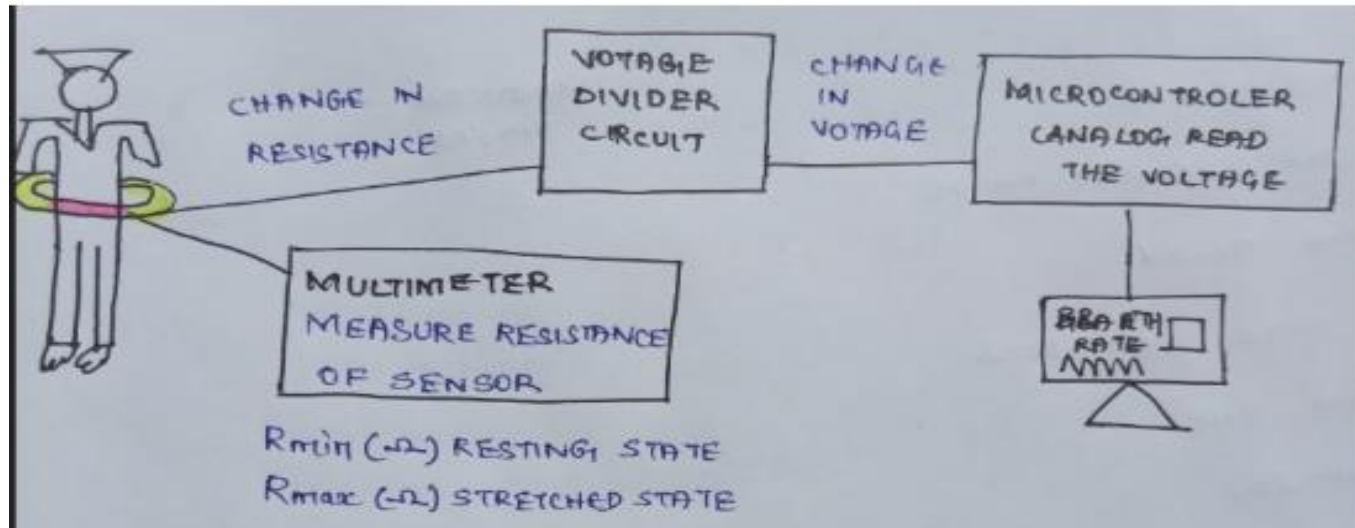 CHANGE IN
RESISTANCE
VOTAGE
DIVIDER
CIRCUIT
CHANGE
IN
VOTAGE
MICROCONTROLER
(ANALOG READ
THE VOLTAGE
MULTIMETER
MEASURE RESISTANCE
OF SENSOR
Rmin (Ω) RESTING STATE
Rmax (Ω) STRETCHED STATE
RATE